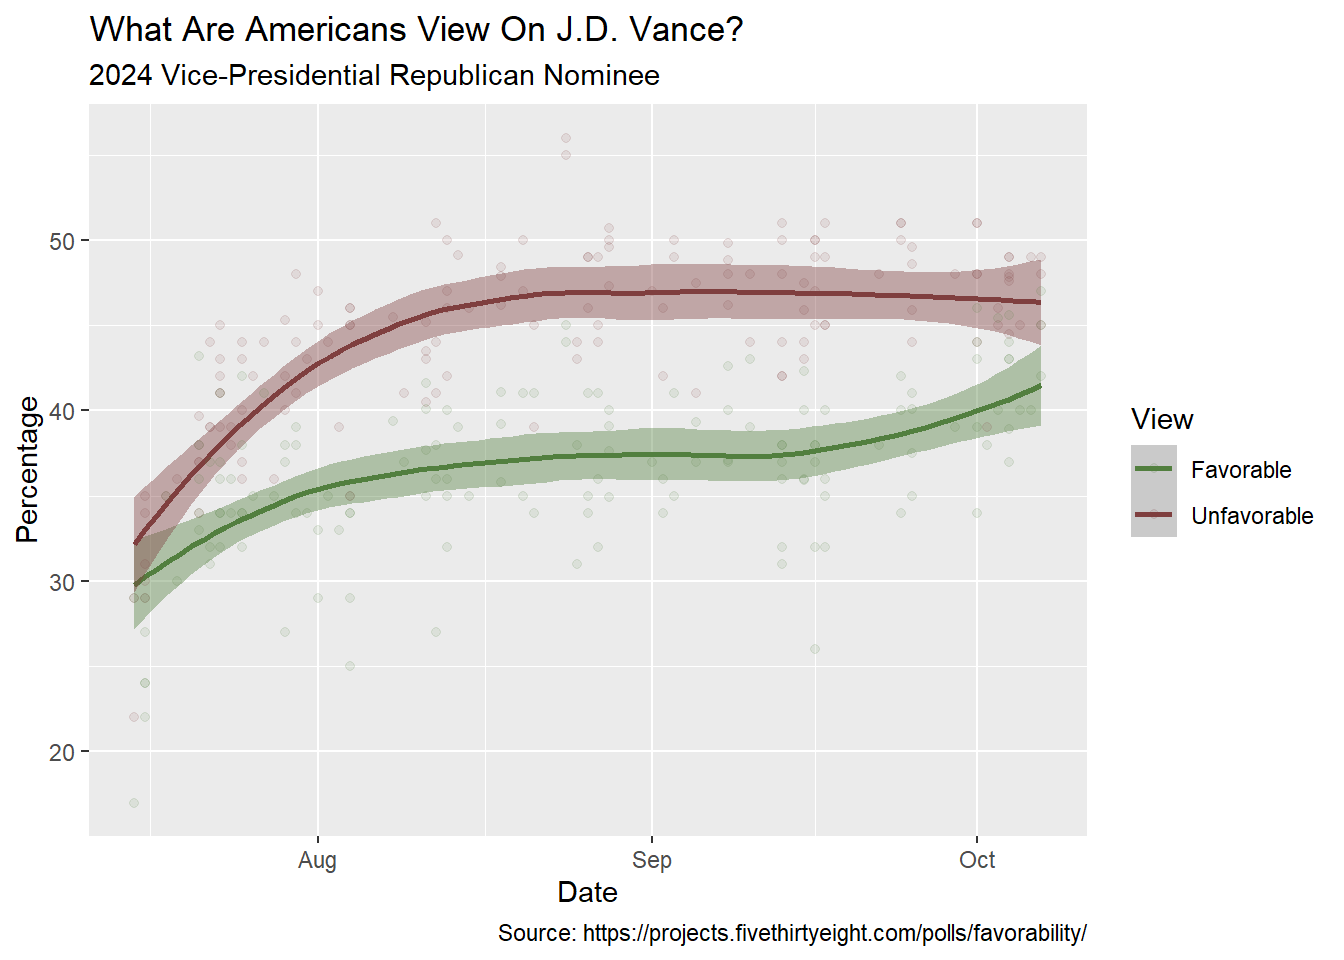 What Are Americans View On J.D. Vance?
2024 Vice-Presidential Republican Nominee
Percentage
50
40
30
20
Aug
Sep
Oct
Date
View
Favorable
Unfavorable
Source: https://projects.fivethirtyeight.com/polls/favorability/